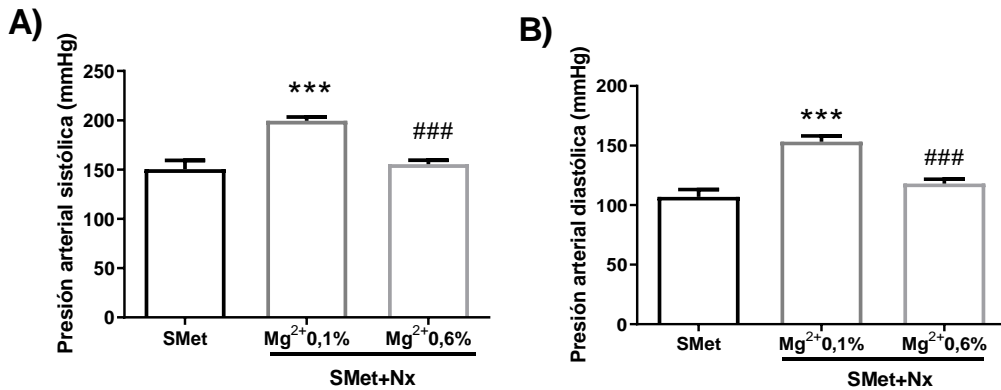 A)
Presión arterial sistólica (mmHg)
250
200
150
100
50
0
***
###
SMet
Mg²⁺0,1%
Mg²⁺0,6%
SMet+Nx
B)
Presión arterial diastólica (mmHg)
200
150
100
50
0
***
###
SMet
Mg²⁺0,1%
Mg²⁺0,6%
SMet+Nx